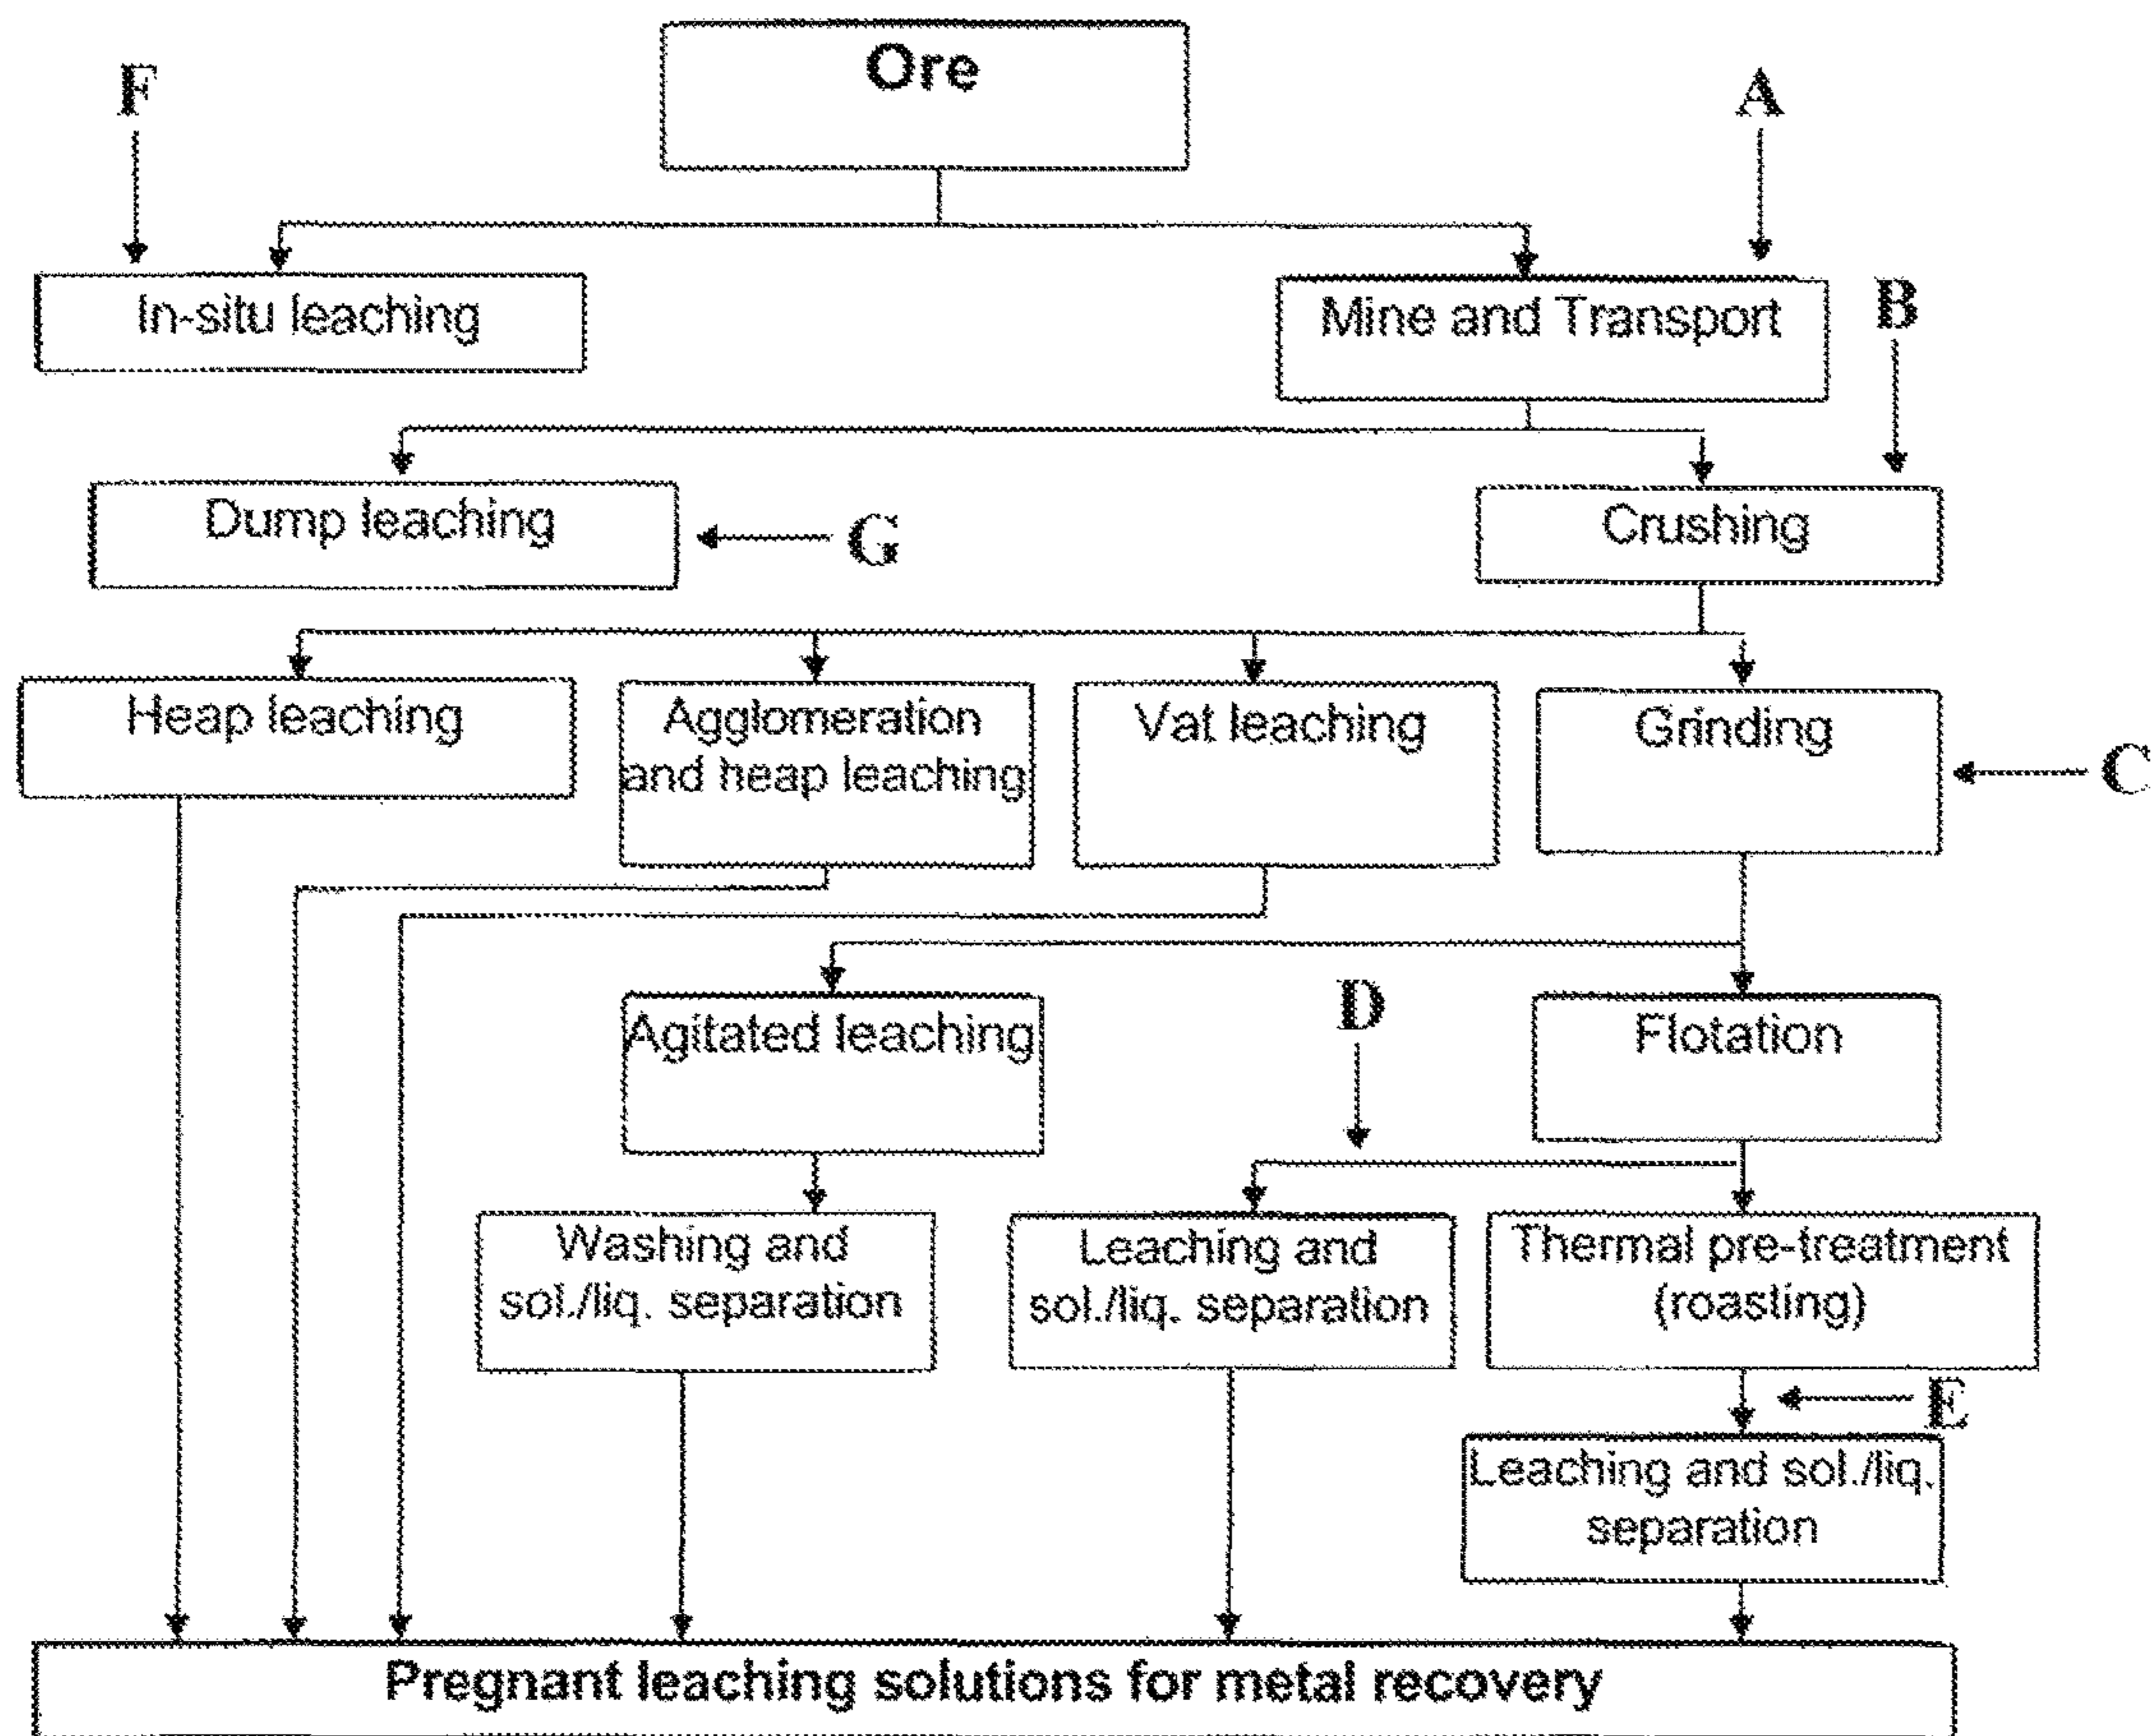 Ore
F
A
In-situ leaching
Mine and Transport
B
Dump leaching
G
Crushing
Heap leaching
Agglomeration
and heap leaching
Vat leaching
Grinding
C
Agitated leaching
D
Flotation
Washing and
sol./liq. separation
Leaching and
sol./liq. separation
Thermal pre-treatment
(roasting)
E
Leaching and sol./liq.
separation
Pregnant leaching solutions for metal recovery